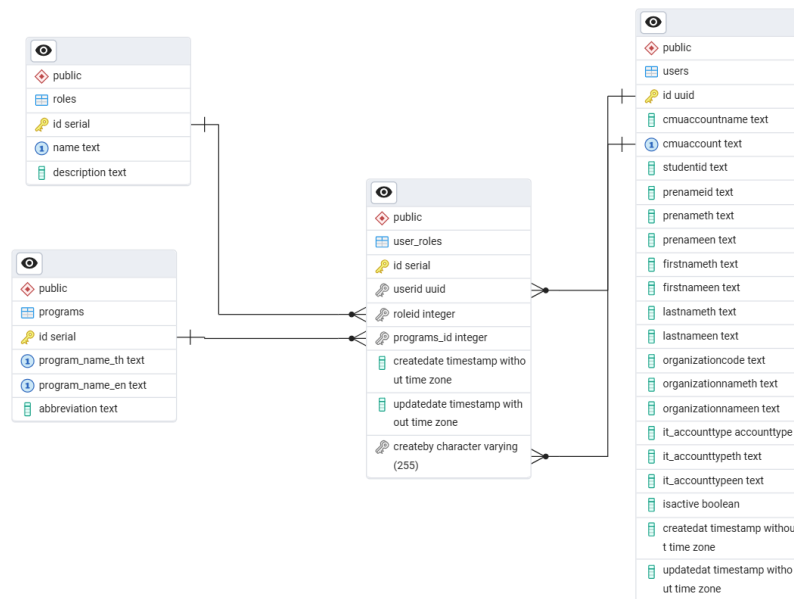 public
roles
id serial
name text
description text
public
programs
id serial
program_name_th text
program_name_en text
abbreviation text
public
user_roles
id serial
userid uuid
roleid integer
programs_id integer
createdate timestamp witho
ut time zone
updatedate timestamp with
out time zone
createby character varying
(255)
public
users
id uuid
cmuaccountname text
cmuaccount text
studentid text
prenameid text
prenameth text
prenameen text
firstnameth text
firstnameen text
lastnameth text
lastnameen text
organizationcode text
organizationnameth text
organizationnameen text
it_accounttype accounttype
it_accounttypeth text
it_accounttypeen text
isactive boolean
createdat timestamp withou
t time zone
updatedat timestamp witho
ut time zone